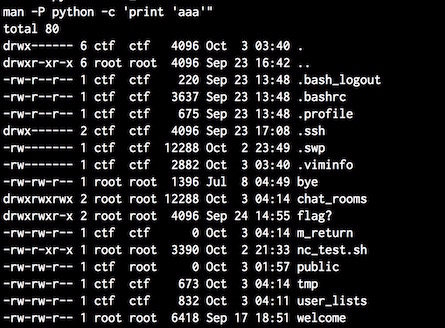 man -P python -c 'print 'aaa'"
total 80
drwx------ 6 ctf  ctf   4096 Oct  3 03:40 .
drwxr-xr-x 6 root root  4096 Sep 23 16:42 ..
-rw-r--r-- 1 ctf  ctf    220 Sep 23 13:48 .bash_logout
-rw-r--r-- 1 ctf  ctf   3637 Sep 23 13:48 .bashrc
-rw-r--r-- 1 ctf  ctf    675 Sep 23 13:48 .profile
drwx------ 2 ctf  ctf   4096 Sep 23 17:08 .ssh
-rw------- 1 ctf  ctf  12288 Oct  2 23:49 .swp
-rw------- 1 ctf  ctf   2882 Oct  3 03:40 .viminfo
-rw-rw-r-- 1 root root  1396 Jul  8 04:49 bye
drwxrwxrwx 2 root root 12288 Oct  3 04:14 chat_rooms
drwxrwxr-x 2 root root  4096 Sep 24 14:55 flag?
-rw-rw-r-- 1 ctf  ctf      0 Oct  3 04:14 m_return
-rw-r-xr-x 1 root root  3390 Oct  2 21:33 nc_test.sh
-rw-rw-r-- 1 ctf  root     0 Oct  3 01:57 public
-rw-rw-r-- 1 ctf  ctf    673 Oct  3 04:14 tmp
-rw-rw-r-- 1 ctf  ctf    832 Oct  3 04:11 user_lists
-rw-rw-r-- 1 root root  6418 Sep 17 18:51 welcome